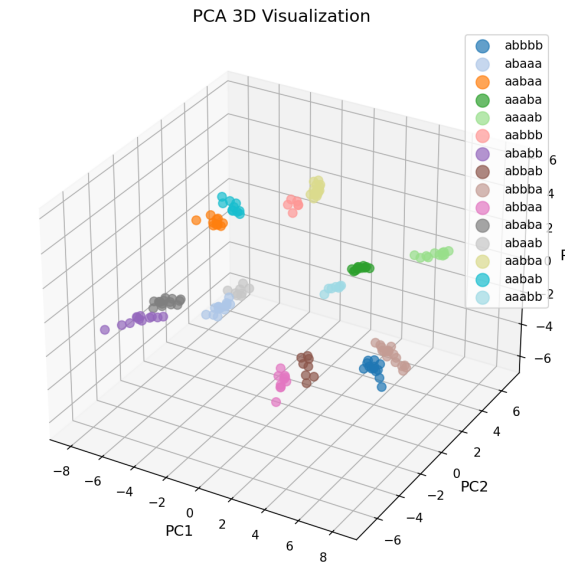 PCA 3D Visualization
abbbb
abaaa
aabaa
aaaba
aaaab
aabbb
ababb
abbab
abbba
abbaa
ababa
abaab
aabba
aabab
aaabb
6
4
2
0
2
−4
−6
P
−8
−6
−4
−2
0
2
4
6
8
PC1
−6
−4
−2
0
2
4
6
PC2